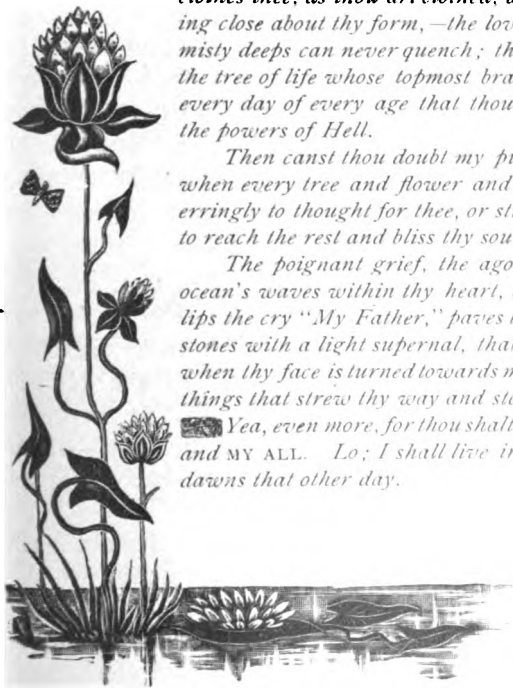 clothes thee, as thou art clothed,
ing close about thy form,—the lov
misty deeps can never quench; th
the tree of life whose topmost bra
every day of every age that thou
the powers of Hell.
Then canst thou doubt my p
when every tree and flower and
erringly to thought for thee, or st
to reach the rest and bliss thy sou
The poignant grief, the ago
ocean's waves within thy heart,
lips the cry "My Father," paves
stones with a light supernal, tha
when thy face is turned towards m
things that strew thy way and sta
Yea, even more, for thou shalt
and MY ALL. Lo; I shall live in
dawns that other day.